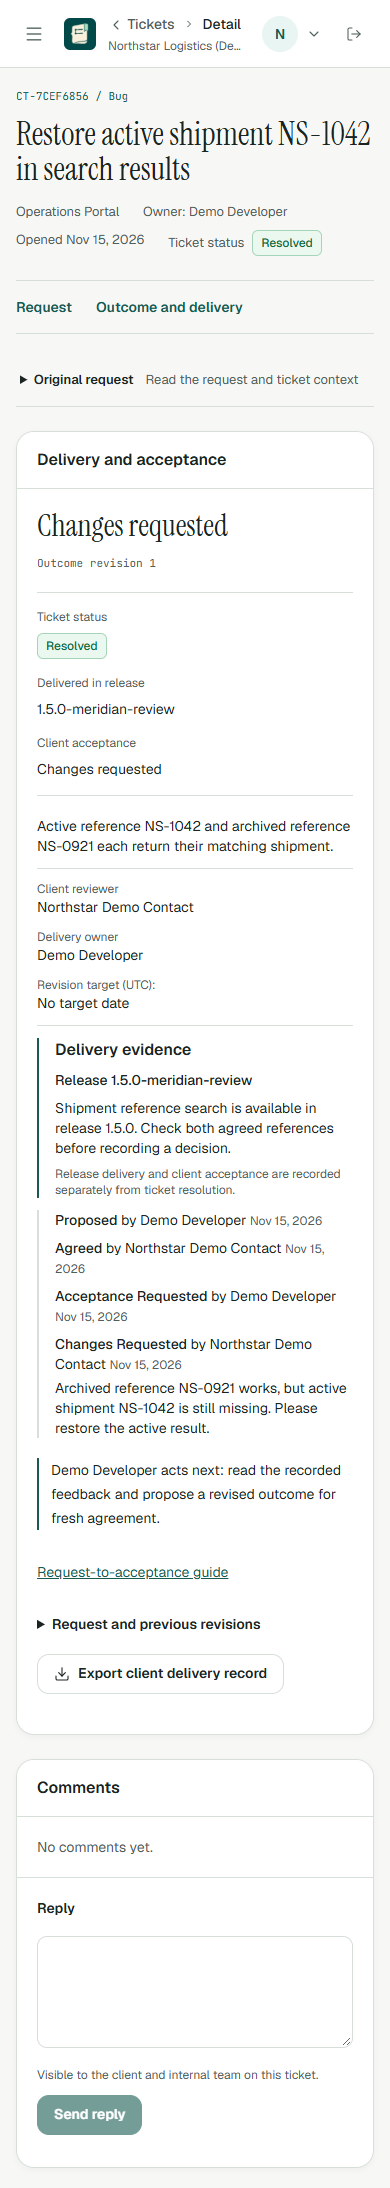 Tickets > Detail
Northstar Logistics (De...
N
CT-7CEF6856 / Bug
Restore active shipment NS-1042
in search results
Operations Portal Owner: Demo Developer
Opened Nov 15, 2026 Ticket status Resolved
Request Outcome and delivery
Original request Read the request and ticket context
Delivery and acceptance
Changes requested
Outcome revision 1
Ticket status
Resolved
Delivered in release
1.5.0-meridian-review
Client acceptance
Changes requested
Active reference NS-1042 and archived reference
NS-0921 each return their matching shipment.
Client reviewer
Northstar Demo Contact
Delivery owner
Demo Developer
Revision target (UTC):
No target date
Delivery evidence
Release 1.5.0-meridian-review
Shipment reference search is available in
release 1.5.0. Check both agreed references
before recording a decision.
Release delivery and client acceptance are recorded
separately from ticket resolution.
Proposed by Demo Developer Nov 15, 2026
Agreed by Northstar Demo Contact Nov 15,
2026
Acceptance Requested by Demo Developer
Nov 15, 2026
Changes Requested by Northstar Demo
Contact Nov 15, 2026
Archived reference NS-0921 works, but active
shipment NS-1042 is still missing. Please
restore the active result.
Demo Developer acts next: read the recorded
feedback and propose a revised outcome for
fresh agreement.
Request-to-acceptance guide
Request and previous revisions
Export client delivery record
Comments
No comments yet.
Reply
Visible to the client and internal team on this ticket.
Send reply